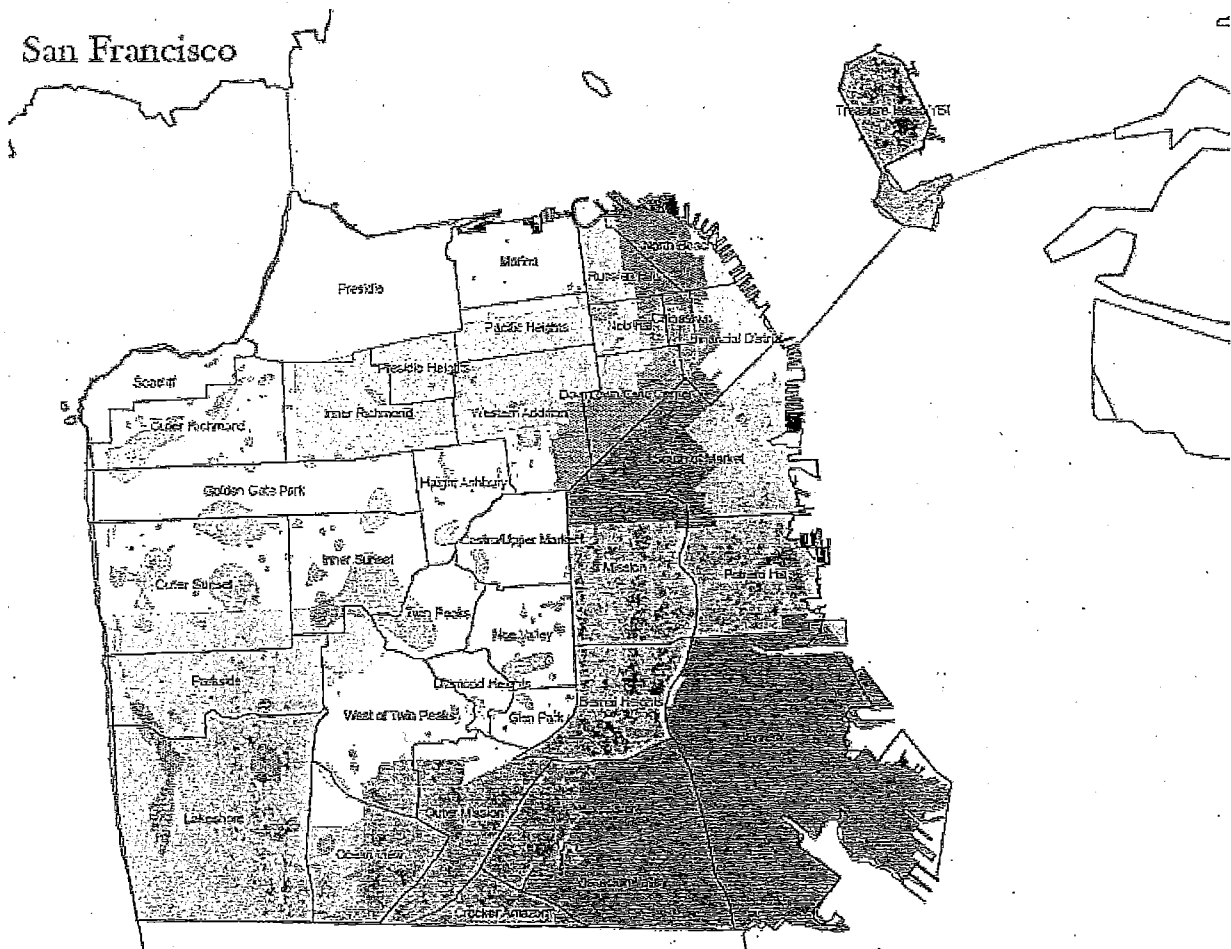 San Francisco
Treasure Island/YBI
North Beach
Marina
Russian Hill
Presidio
Pacific Heights
Nob Hill
Chinatown
Financial District
Presidio Heights
Seacliff
Downtown/Civic Center
Inner Richmond
Western Addition
Outer Richmond
South of Market
Haight Ashbury
Golden Gate Park
Castro/Upper Market
Inner Sunset
Mission
Potrero Hill
Outer Sunset
Twin Peaks
Noe Valley
Parkside
Diamond Heights
Bernal Heights
West of Twin Peaks
Glen Park
Lakeshore
Outer Mission
Ocean View
Crocker Amazon